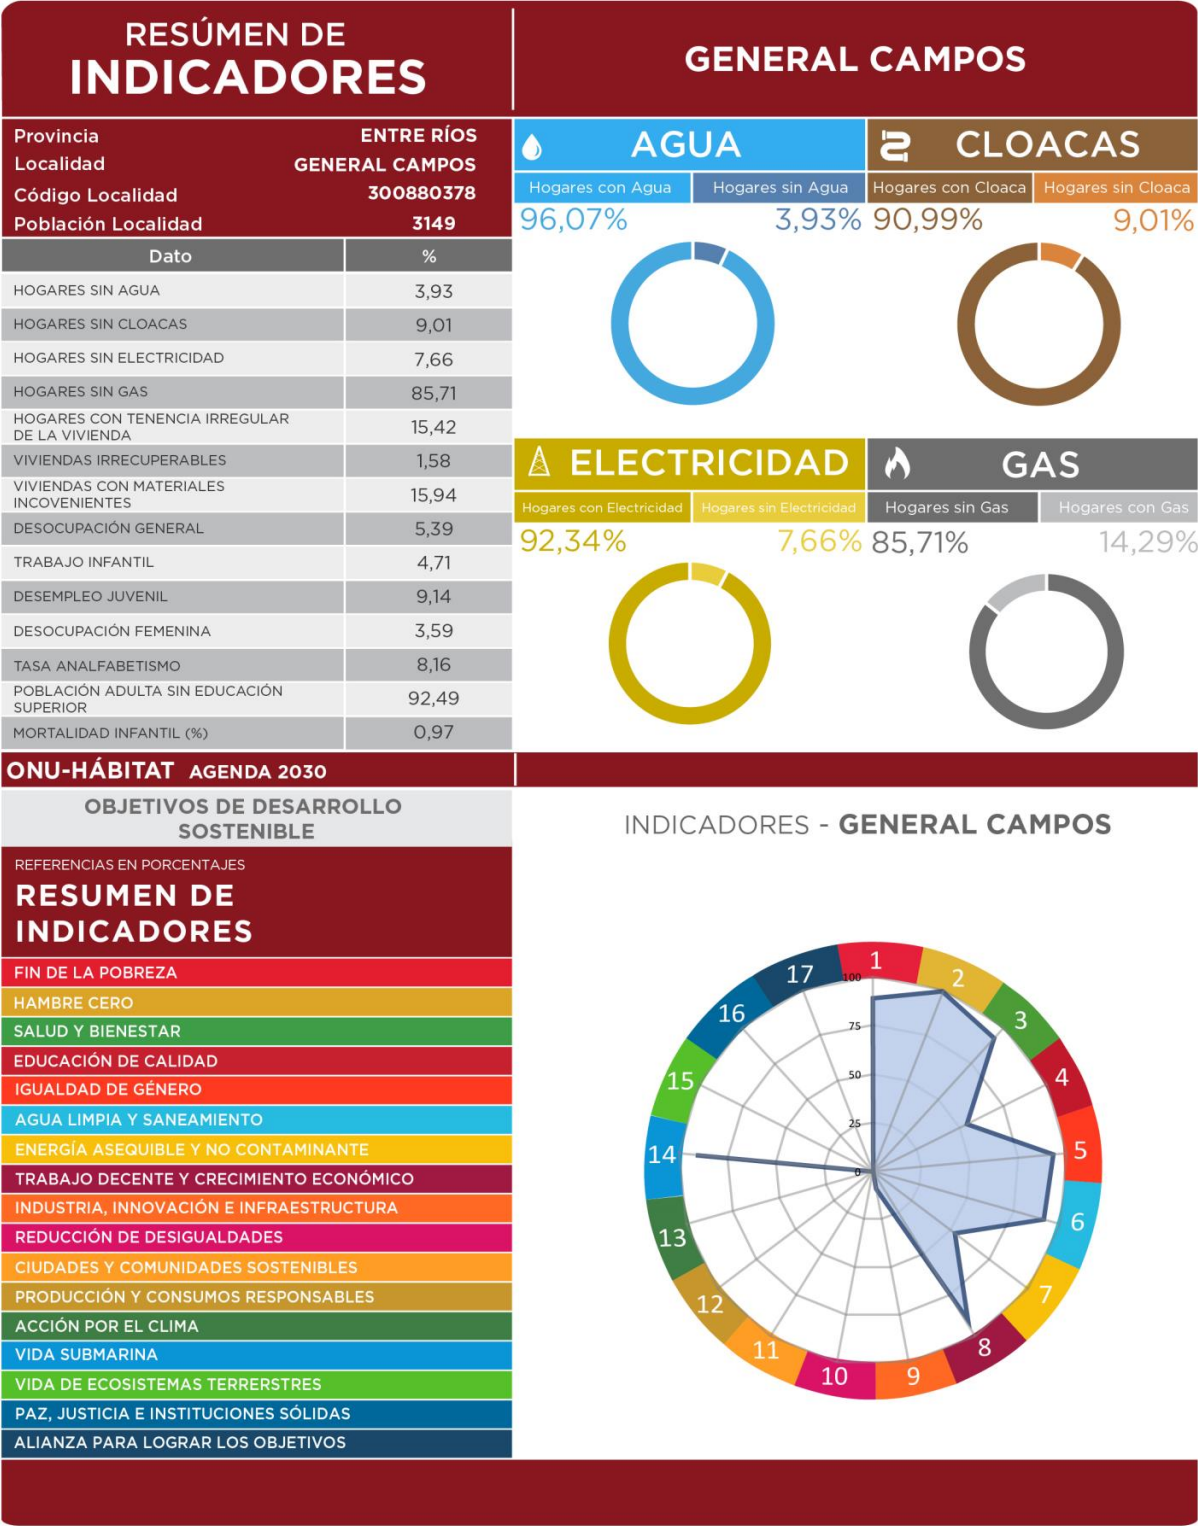 RESÚMEN DE
INDICADORES
GENERAL CAMPOS
Provincia ENTRE RÍOS
Localidad GENERAL CAMPOS
Código Localidad 300880378
Población Localidad 3149
Dato %
HOGARES SIN AGUA 3,93
HOGARES SIN CLOACAS 9,01
HOGARES SIN ELECTRICIDAD 7,66
HOGARES SIN GAS 85,71
HOGARES CON TENENCIA IRREGULAR
DE LA VIVIENDA 15,42
VIVIENDAS IRRECUPERABLES 1,58
VIVIENDAS CON MATERIALES
INCOVENIENTES 15,94
DESOCUPACIÓN GENERAL 5,39
TRABAJO INFANTIL 4,71
DESEMPLEO JUVENIL 9,14
DESOCUPACIÓN FEMENINA 3,59
TASA ANALFABETISMO 8,16
POBLACIÓN ADULTA SIN EDUCACIÓN
SUPERIOR 92,49
MORTALIDAD INFANTIL (%) 0,97
AGUA
Hogares con Agua Hogares sin Agua
96,07% 3,93%
CLOACAS
Hogares con Cloaca Hogares sin Cloaca
90,99% 9,01%
ELECTRICIDAD
Hogares con Electricidad Hogares sin Electricidad
92,34% 7,66%
GAS
Hogares sin Gas Hogares con Gas
85,71% 14,29%
ONU-HÁBITAT AGENDA 2030
OBJETIVOS DE DESARROLLO
SOSTENIBLE
REFERENCIAS EN PORCENTAJES
RESUMEN DE
INDICADORES
FIN DE LA POBREZA
HAMBRE CERO
SALUD Y BIENESTAR
EDUCACIÓN DE CALIDAD
IGUALDAD DE GÉNERO
AGUA LIMPIA Y SANEAMIENTO
ENERGÍA ASEQUIBLE Y NO CONTAMINANTE
TRABAJO DECENTE Y CRECIMIENTO ECONÓMICO
INDUSTRIA, INNOVACIÓN E INFRAESTRUCTURA
REDUCCIÓN DE DESIGUALDADES
CIUDADES Y COMUNIDADES SOSTENIBLES
PRODUCCIÓN Y CONSUMOS RESPONSABLES
ACCIÓN POR EL CLIMA
VIDA SUBMARINA
VIDA DE ECOSISTEMAS TERRERSTRES
PAZ, JUSTICIA E INSTITUCIONES SÓLIDAS
ALIANZA PARA LOGRAR LOS OBJETIVOS
INDICADORES - GENERAL CAMPOS
1
2
3
4
5
6
7
8
9
10
11
12
13
14
15
16
17
100
75
50
25
0